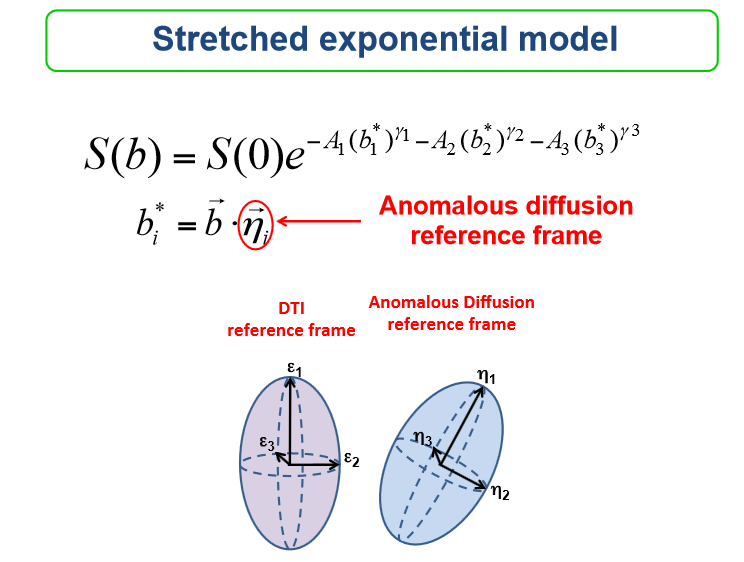 Stretched exponential model
S(b) = S(0)e^{-A₁(b₁*)^{γ1} - A₂(b₂*)^{γ2} - A₃(b₃*)^{γ3}}
bᵢ* = b⃗ · η⃗ᵢ
Anomalous diffusion
reference frame
DTI
reference frame
Anomalous Diffusion
reference frame
ε₁
ε₃
ε₂
η₁
η₃
η₂